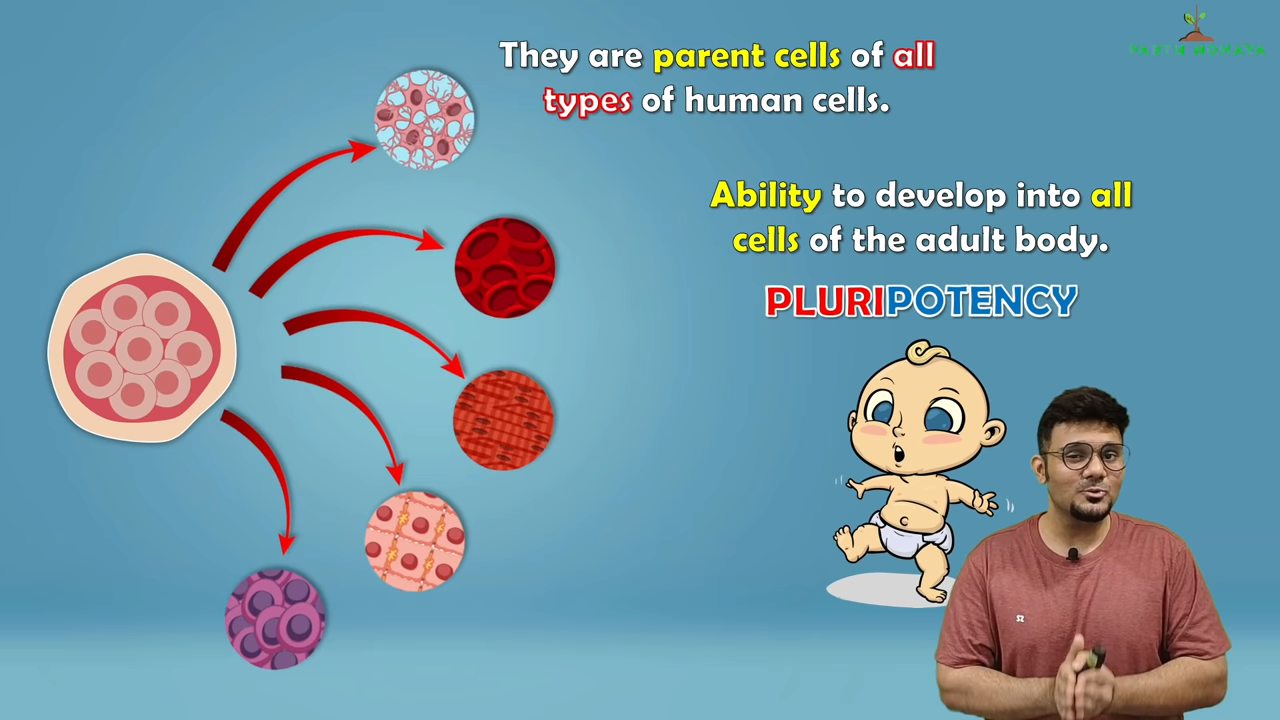 They are parent cells of all
types of human cells.
Ability to develop into all
cells of the adult body.
PLURIPOTENCY